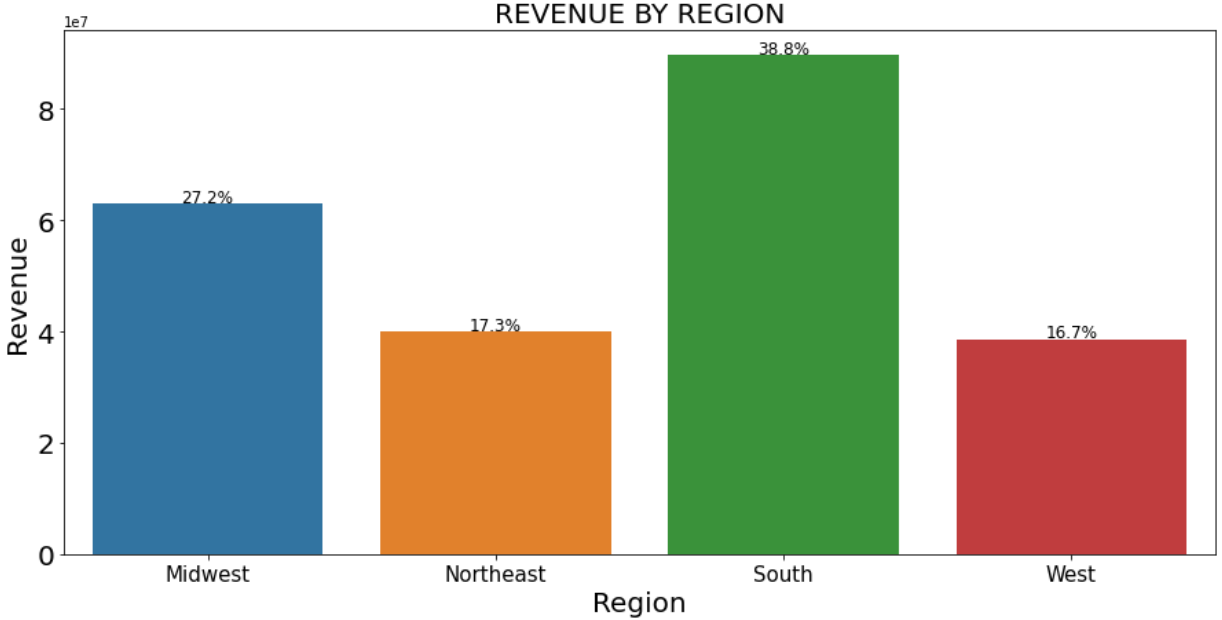 REVENUE BY REGION
1e7
38.8%
8
27.2%
6
Revenue
17.3%
4
16.7%
2
0
Midwest Northeast South West
Region